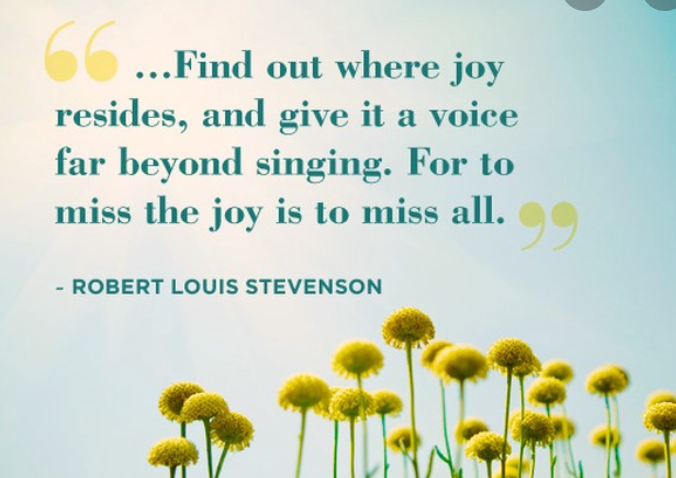 “ ...Find out where joy
resides, and give it a voice
far beyond singing. For to
miss the joy is to miss all. ”
- ROBERT LOUIS STEVENSON